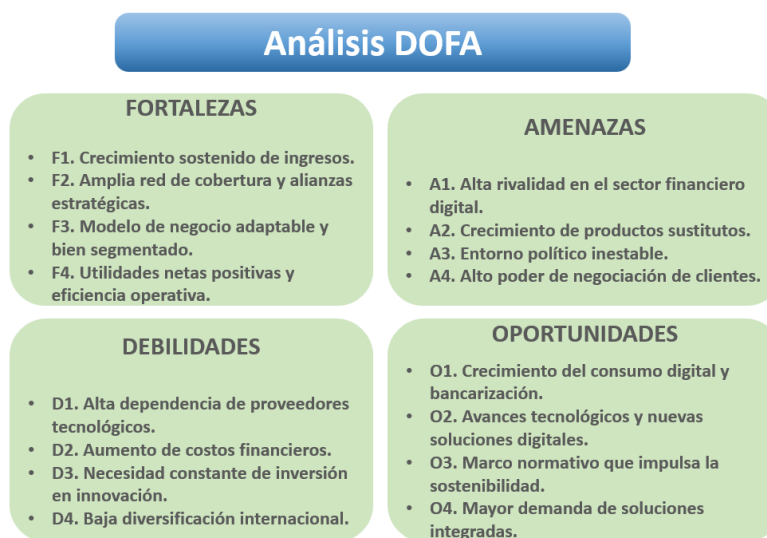 Análisis DOFA
FORTALEZAS
• F1. Crecimiento sostenido de ingresos.
• F2. Amplia red de cobertura y alianzas
estratégicas.
• F3. Modelo de negocio adaptable y
bien segmentado.
• F4. Utilidades netas positivas y
eficiencia operativa.
AMENAZAS
• A1. Alta rivalidad en el sector financiero
digital.
• A2. Crecimiento de productos sustitutos.
• A3. Entorno político inestable.
• A4. Alto poder de negociación de clientes.
DEBILIDADES
• D1. Alta dependencia de proveedores
tecnológicos.
• D2. Aumento de costos financieros.
• D3. Necesidad constante de inversión
en innovación.
• D4. Baja diversificación internacional.
OPORTUNIDADES
• O1. Crecimiento del consumo digital y
bancarización.
• O2. Avances tecnológicos y nuevas
soluciones digitales.
• O3. Marco normativo que impulsa la
sostenibilidad.
• O4. Mayor demanda de soluciones
integradas.